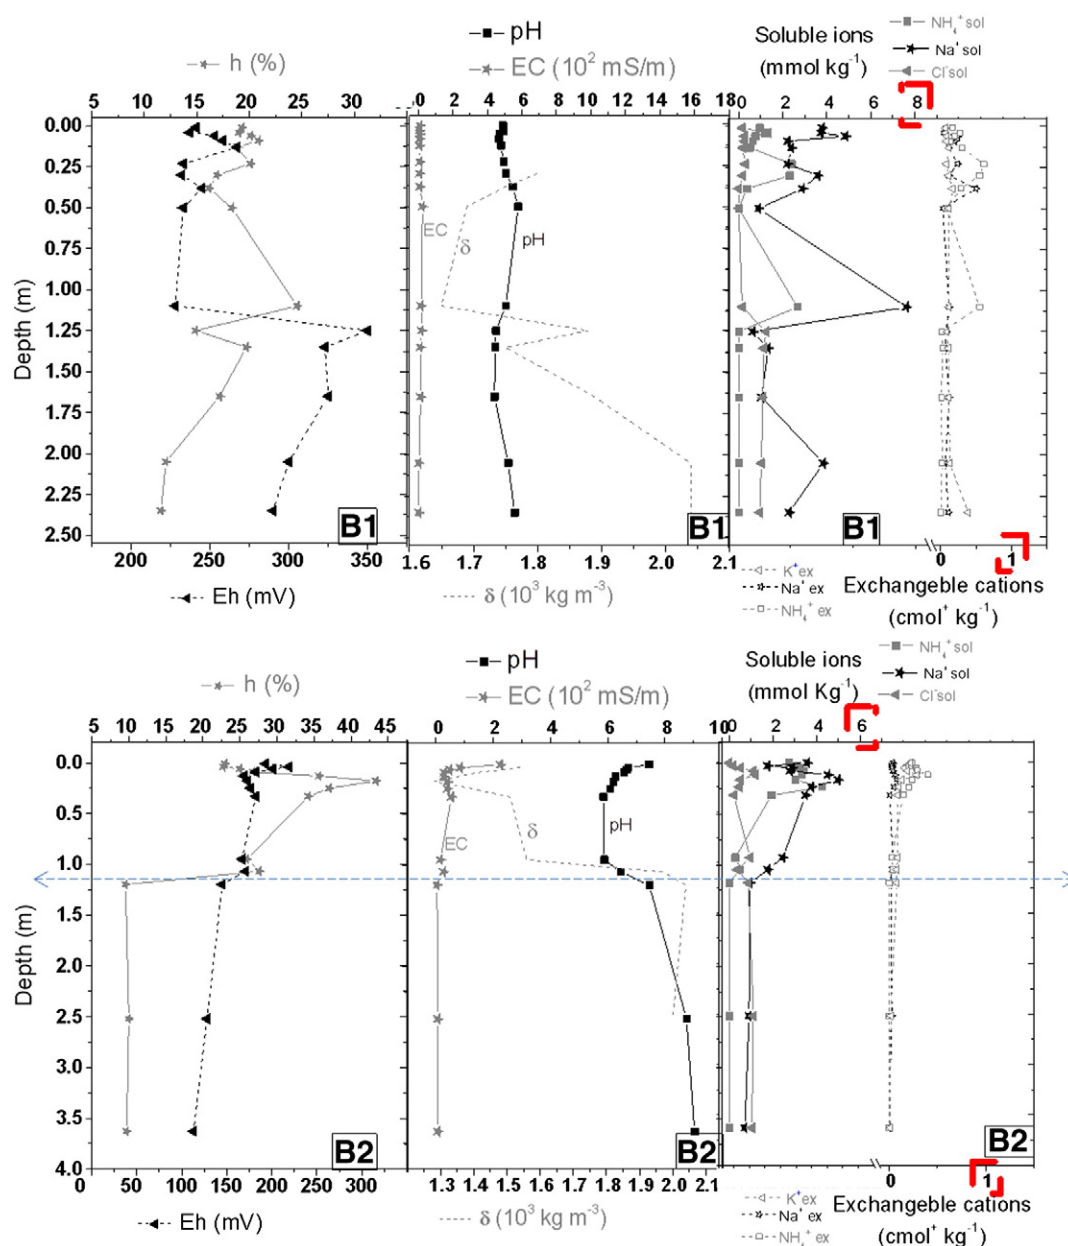 NH₄⁺ sol
pH
Soluble ions
Na⁺ sol
h (%)
EC (10² mS/m)
(mmol kg⁻¹)
Cl⁻sol
5 10 15 20 25 30
0 2 4 6 8 10 12 14 16 18
0 2 4 6 8
0.00
0.25
0.50
0.75
1.00
1.25
1.50
1.75
2.00
2.25
2.50
Depth (m)
EC
δ
pH
B1
B1
B1
200 250 300 350
1.6 1.7 1.8 1.9 2.0 2.1
0 1
Eh (mV)
δ (10³ kg m⁻³)
K⁺ex
Na⁺ ex
NH₄⁺ ex
Exchangeble cations
(cmol⁺ kg⁻¹)
NH₄⁺ sol
pH
Soluble ions
Na⁺ sol
h (%)
EC (10² mS/m)
(mmol Kg⁻¹)
Cl⁻sol
5 10 15 20 25 30 35 40 45
0 2 4 6 8 10
0 2 4 6
0.0
0.5
1.0
1.5
2.0
2.5
3.0
3.5
4.0
Depth (m)
EC
δ
pH
B2
B2
B2
0 50 100 150 200 250 300
1.3 1.4 1.5 1.6 1.7 1.8 1.9 2.0 2.1
0 1
Eh (mV)
δ (10³ kg m⁻³)
K⁺ex
Na⁺ ex
NH₄⁺ ex
Exchangeble cations
(cmol⁺ kg⁻¹)